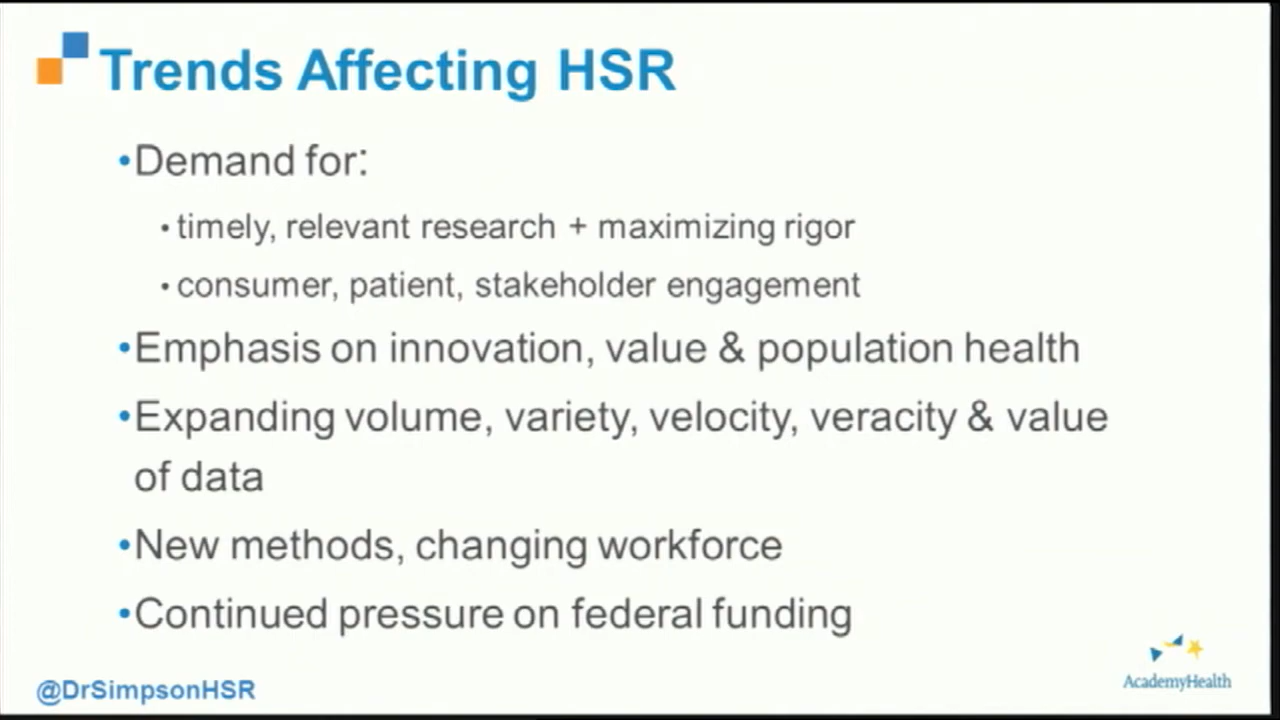 Trends Affecting HSR
•Demand for:
•timely, relevant research + maximizing rigor
•consumer, patient, stakeholder engagement
•Emphasis on innovation, value & population health
•Expanding volume, variety, velocity, veracity & value
of data
•New methods, changing workforce
•Continued pressure on federal funding
@DrSimpsonHSR
AcademyHealth